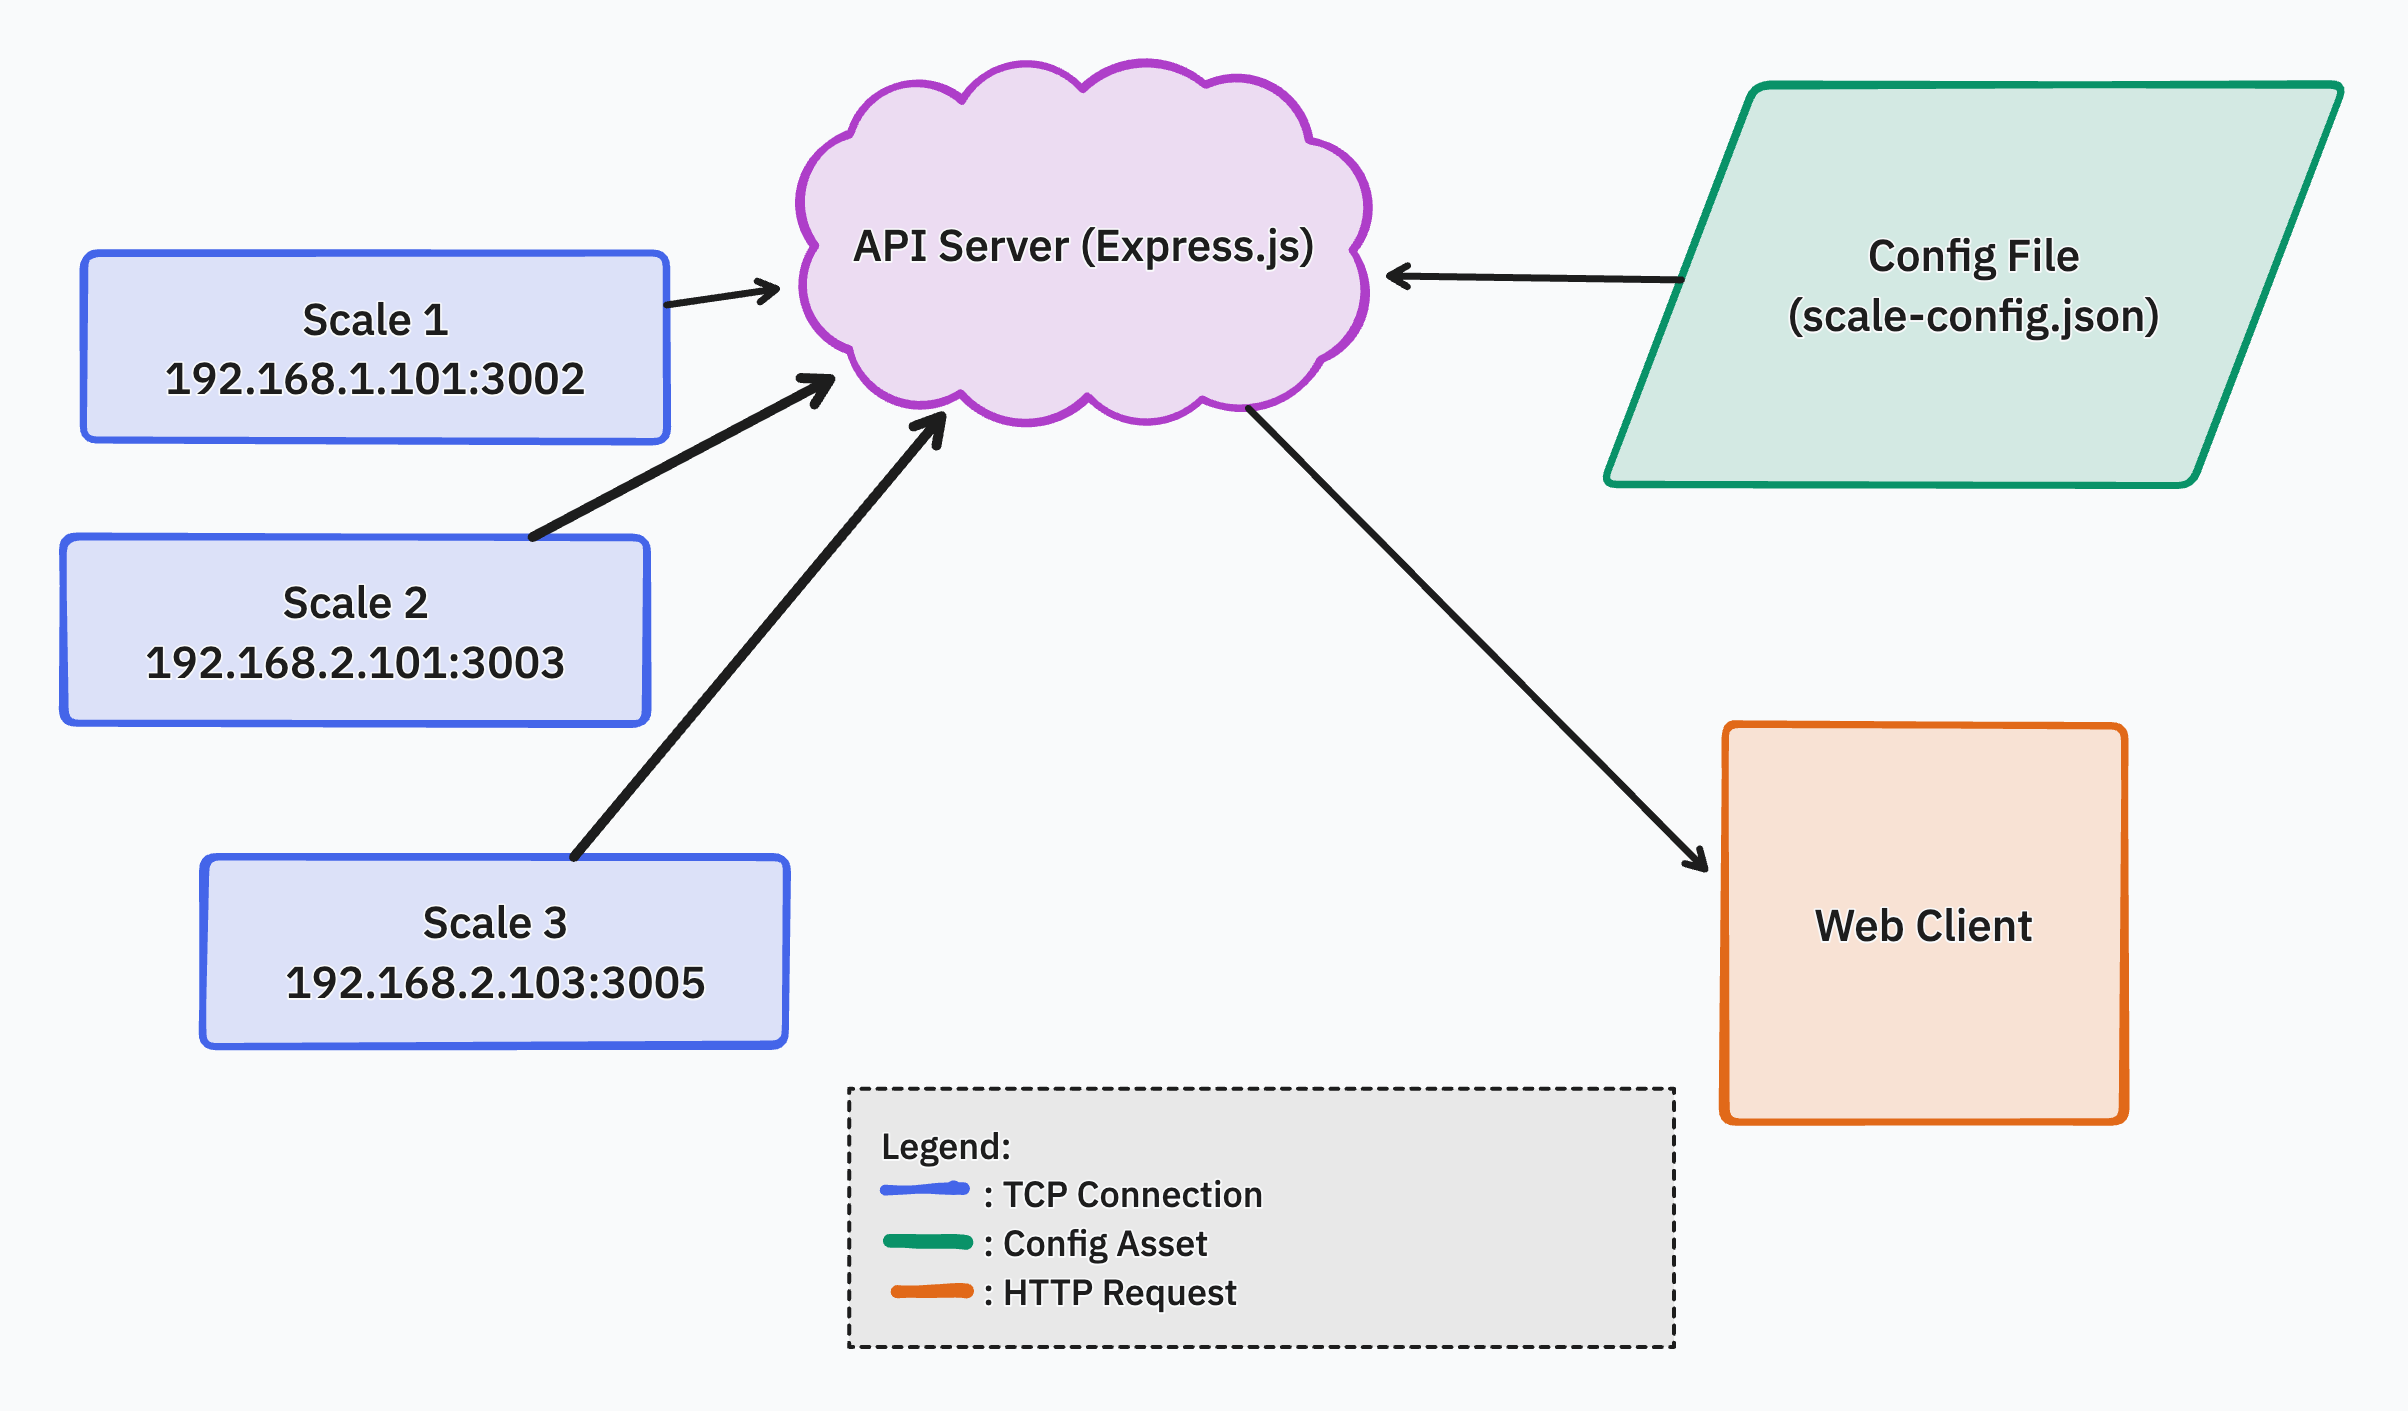 API Server (Express.js)
Config File
(scale-config.json)
Scale 1
192.168.1.101:3002
Scale 2
192.168.2.101:3003
Scale 3
192.168.2.103:3005
Web Client
Legend:
: TCP Connection
: Config Asset
: HTTP Request